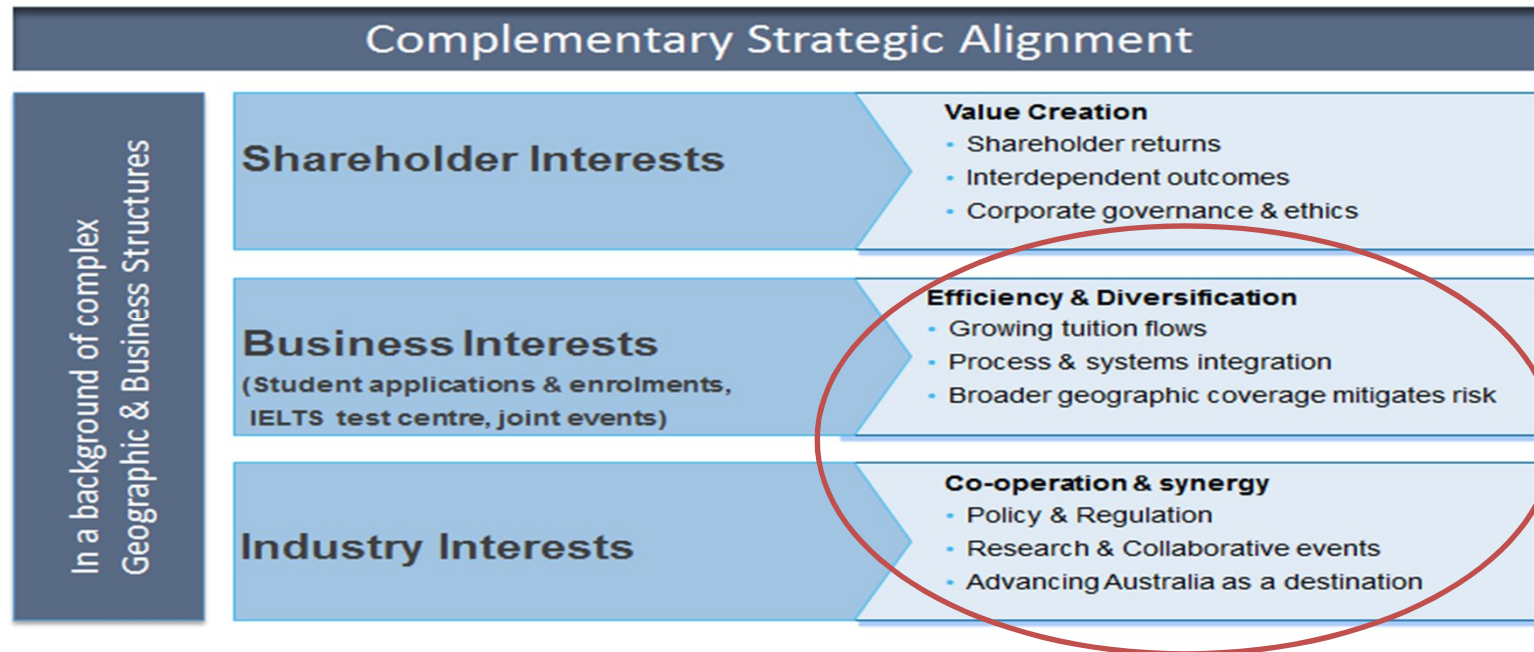 Complementary Strategic Alignment
In a background of complex
Geographic & Business Structures
Shareholder Interests
Value Creation
• Shareholder returns
• Interdependent outcomes
• Corporate governance & ethics
Business Interests
(Student applications & enrolments,
IELTS test centre, joint events)
Efficiency & Diversification
• Growing tuition flows
• Process & systems integration
• Broader geographic coverage mitigates risk
Industry Interests
Co-operation & synergy
• Policy & Regulation
• Research & Collaborative events
• Advancing Australia as a destination